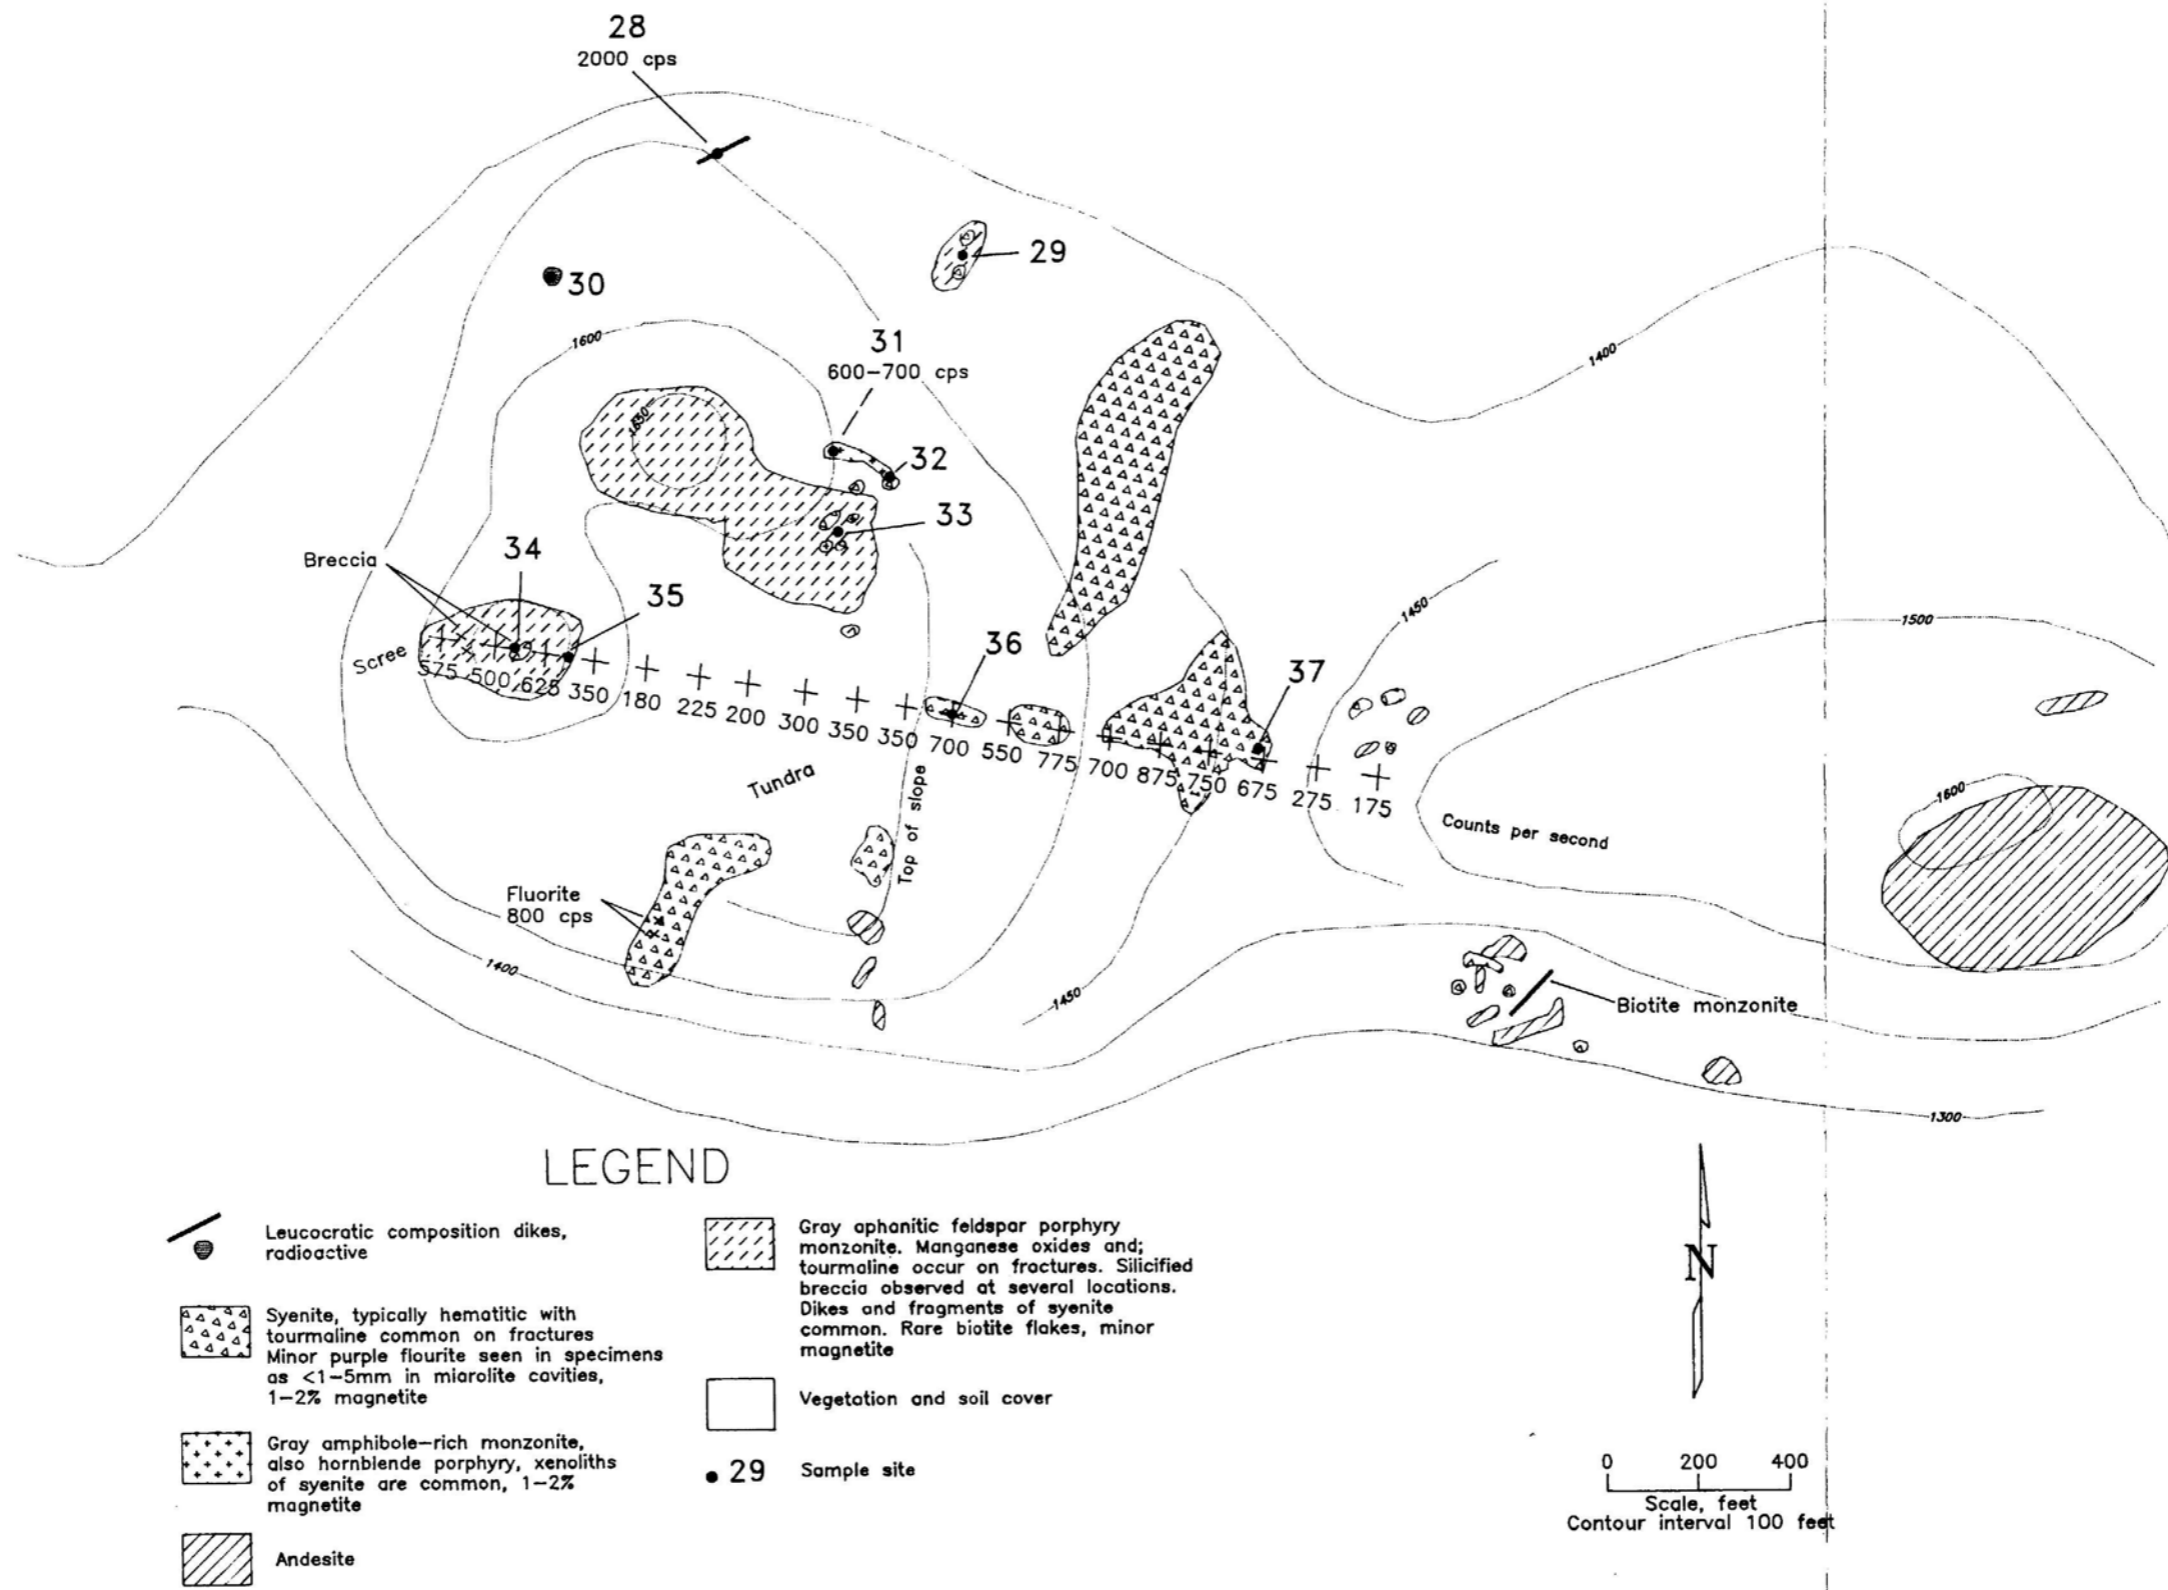 28
2000 cps
29
30
1600
31
600-700 cps
1400
1650
32
33
Breccia
34
35
1450
1500
Scree
36
37
575 500 625 350 180 225 200 300 350 350 700 550 775 700 875 750 675 275 175
Counts per second
Tundra
Top of slope
1600
Fluorite
800 cps
1400
1450
Biotite monzonite
1300
LEGEND
Leucocratic composition dikes,
radioactive
Syenite, typically hematitic with
tourmaline common on fractures
Minor purple flourite seen in specimens
as <1-5mm in miarolite cavities,
1-2% magnetite
Gray amphibole-rich monzonite,
also hornblende porphyry, xenoliths
of syenite are common, 1-2%
magnetite
Andesite
Gray aphanitic feldspar porphyry
monzonite. Manganese oxides and;
tourmaline occur on fractures. Silicified
breccia observed at several locations.
Dikes and fragments of syenite
common. Rare biotite flakes, minor
magnetite
Vegetation and soil cover
29 Sample site
N
0 200 400
Scale, feet
Contour interval 100 feet